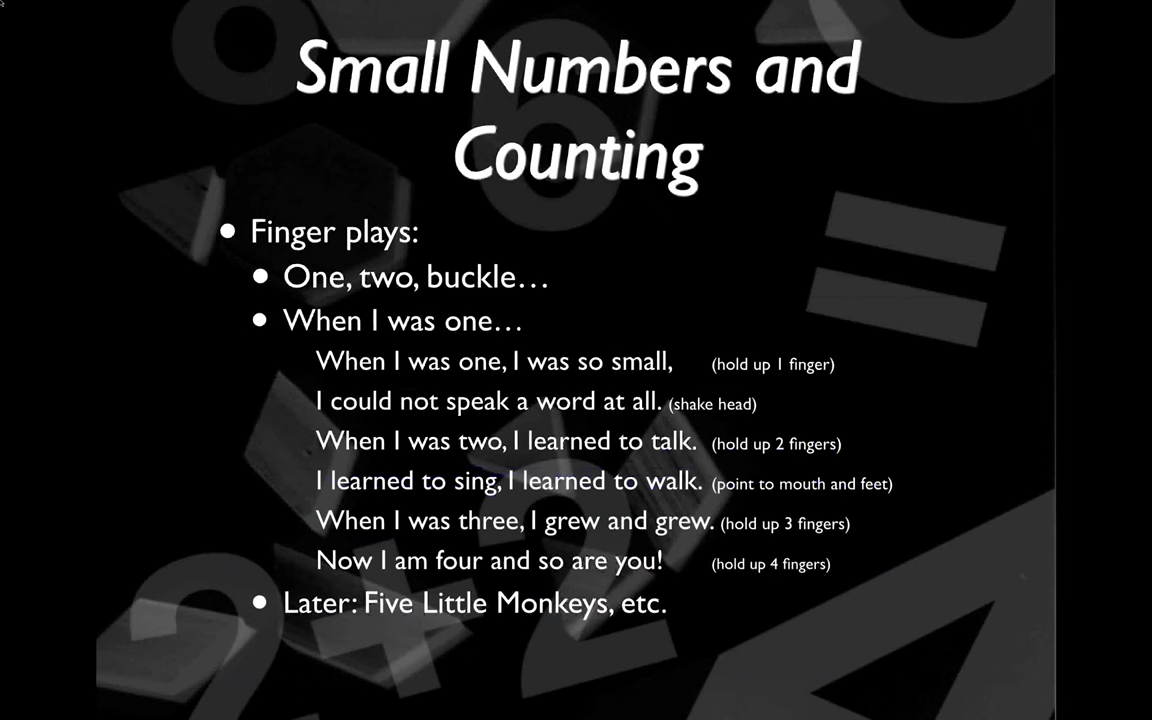 Small Numbers and
Counting
• Finger plays:
• One, two, buckle…
• When I was one…
When I was one, I was so small, (hold up 1 finger)
I could not speak a word at all. (shake head)
When I was two, I learned to talk. (hold up 2 fingers)
I learned to sing, I learned to walk. (point to mouth and feet)
When I was three, I grew and grew. (hold up 3 fingers)
Now I am four and so are you! (hold up 4 fingers)
• Later: Five Little Monkeys, etc.